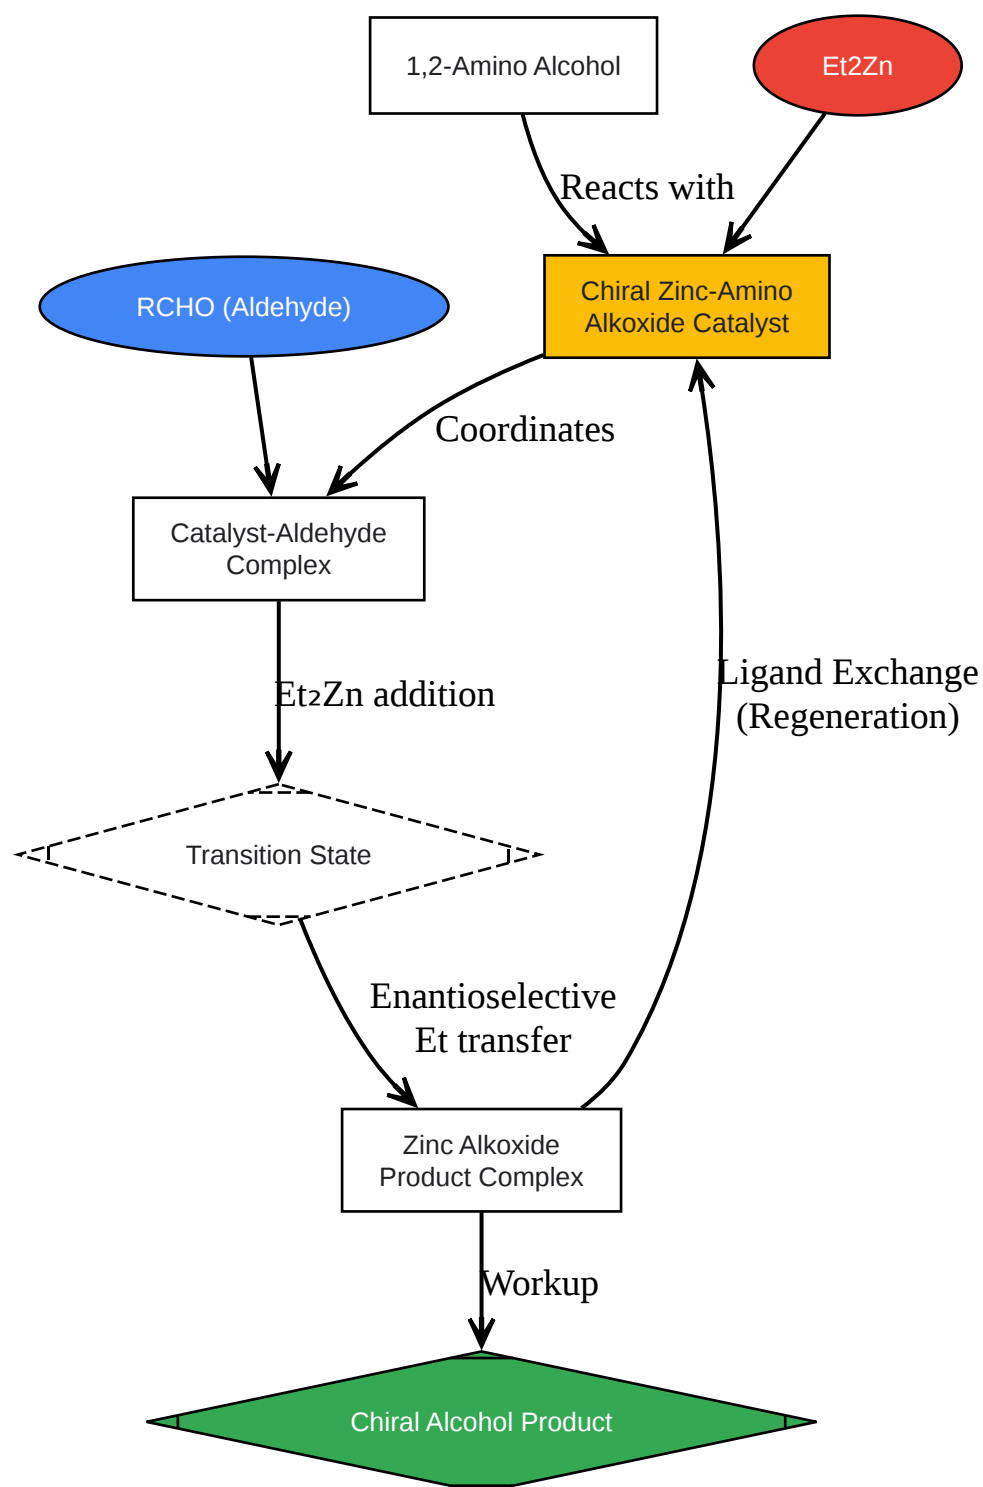 1,2-Amino Alcohol
Et2Zn
Reacts with
RCHO (Aldehyde)
Chiral Zinc-Amino
Alkoxide Catalyst
Coordinates
Catalyst-Aldehyde
Complex
Ligand Exchange
(Regeneration)
Et₂Zn addition
Transition State
Enantioselective
Et transfer
Zinc Alkoxide
Product Complex
Workup
Chiral Alcohol Product